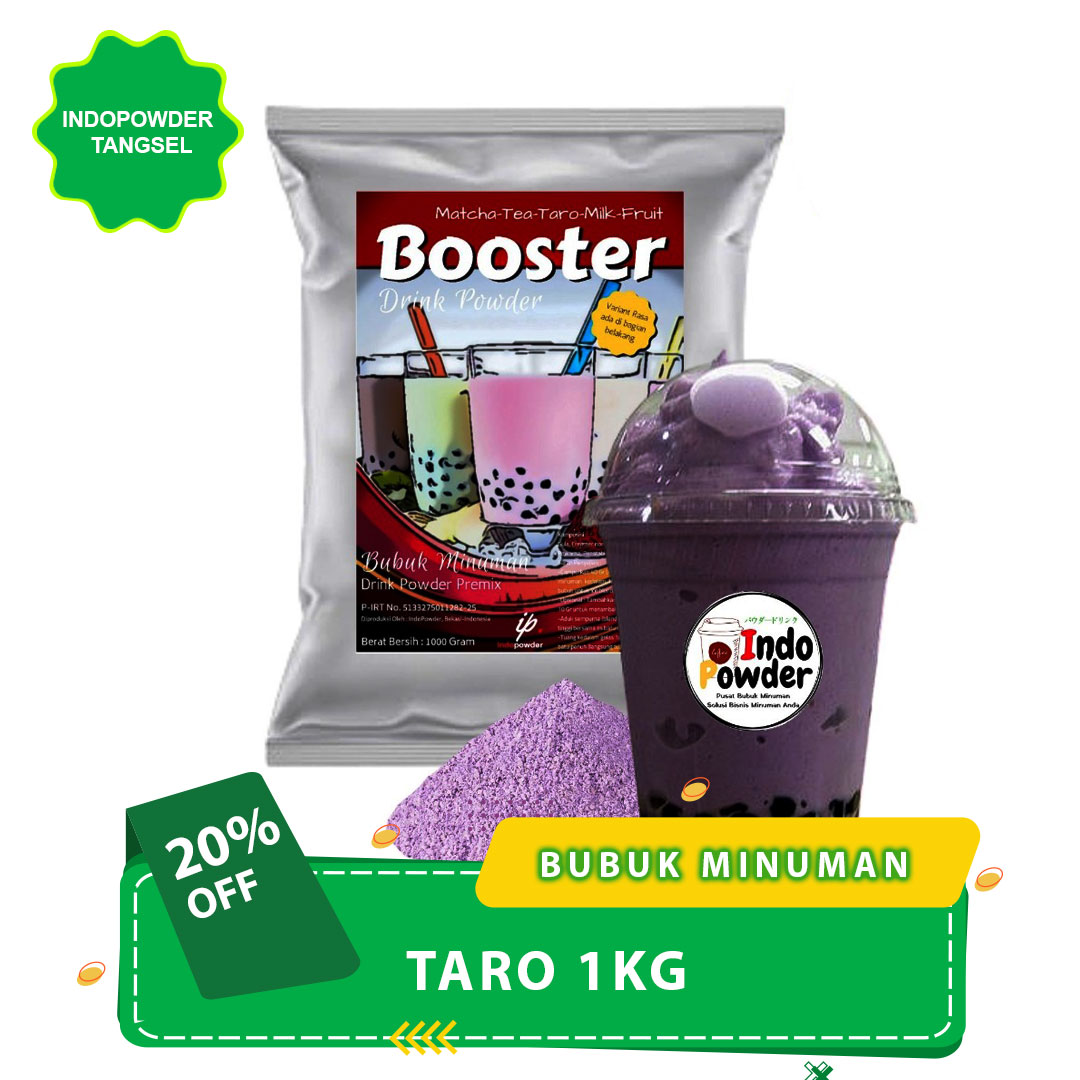 INDOPOWDER
TANGSEL
Matcha-Tea-Taro-Milk-Fruit
Booster
Drink Powder
Variant Rasa
ada di bagian
belakang
Bubuk Minuman
Drink Powder Premix
P-IRT No. 5133275011282-25
Diproduksi Oleh : IndoPowder, Bekasi-Indonesia
Berat Bersih : 1000 Gram
ip
indopowder
パウダードリンク
Indo
Powder
Pusat Bubuk Minuman
Solusi Bisnis Minuman Anda
20%
OFF
BUBUK MINUMAN
TARO 1KG